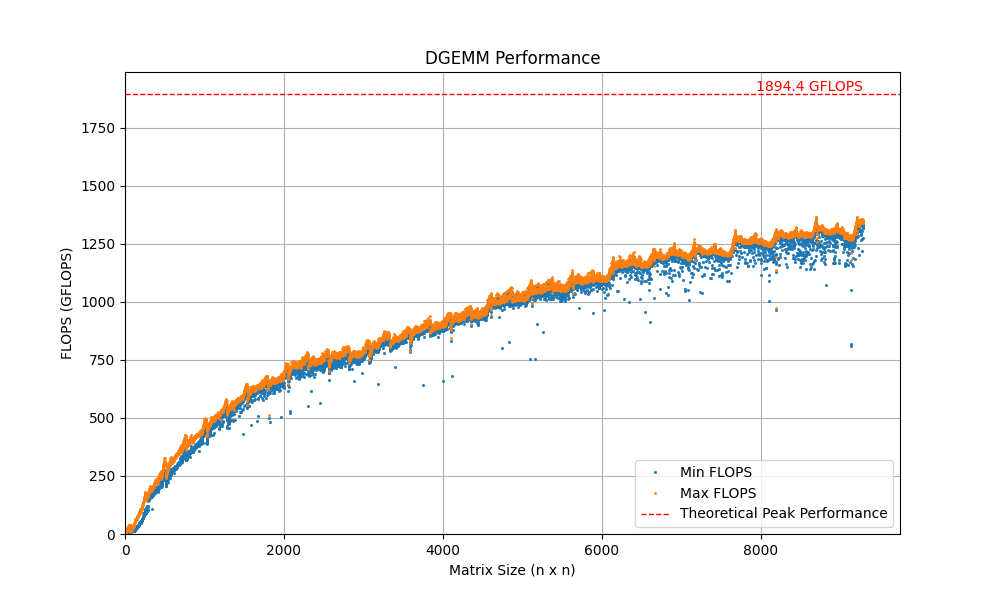 DGEMM Performance
1894.4 GFLOPS
FLOPS (GFLOPS)
1750
1500
1250
1000
750
500
250
0
0 2000 4000 6000 8000
Matrix Size (n x n)
Min FLOPS
Max FLOPS
Theoretical Peak Performance